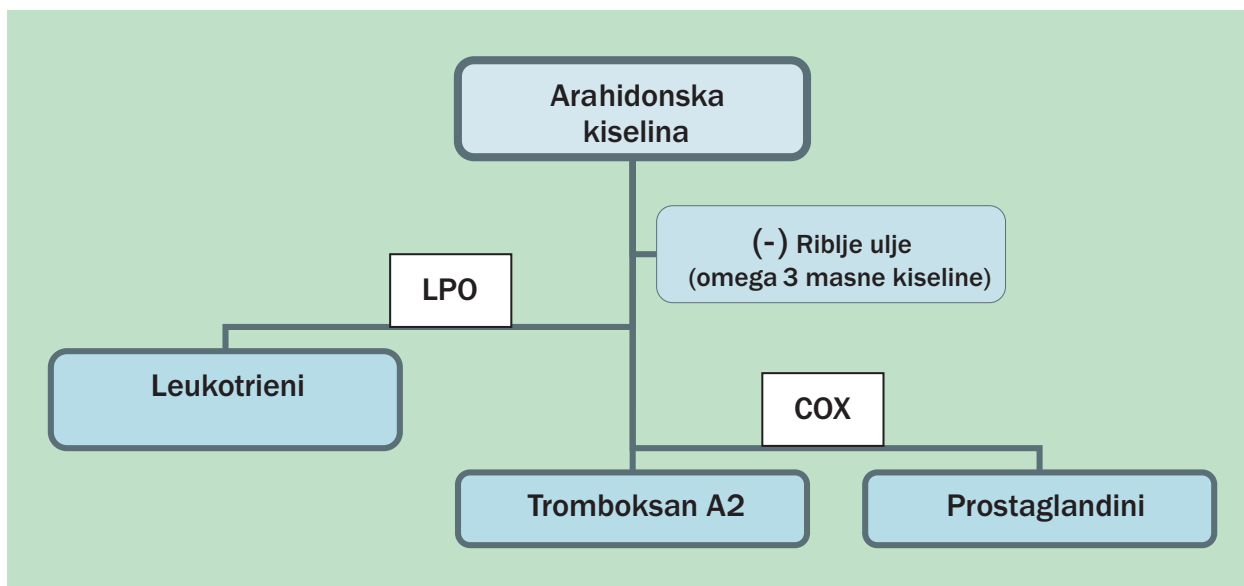 Arahidonska
kiselina
(-) Riblje ulje
(omega 3 masne kiseline)
LPO
Leukotrieni
COX
Tromboksan A2
Prostaglandini